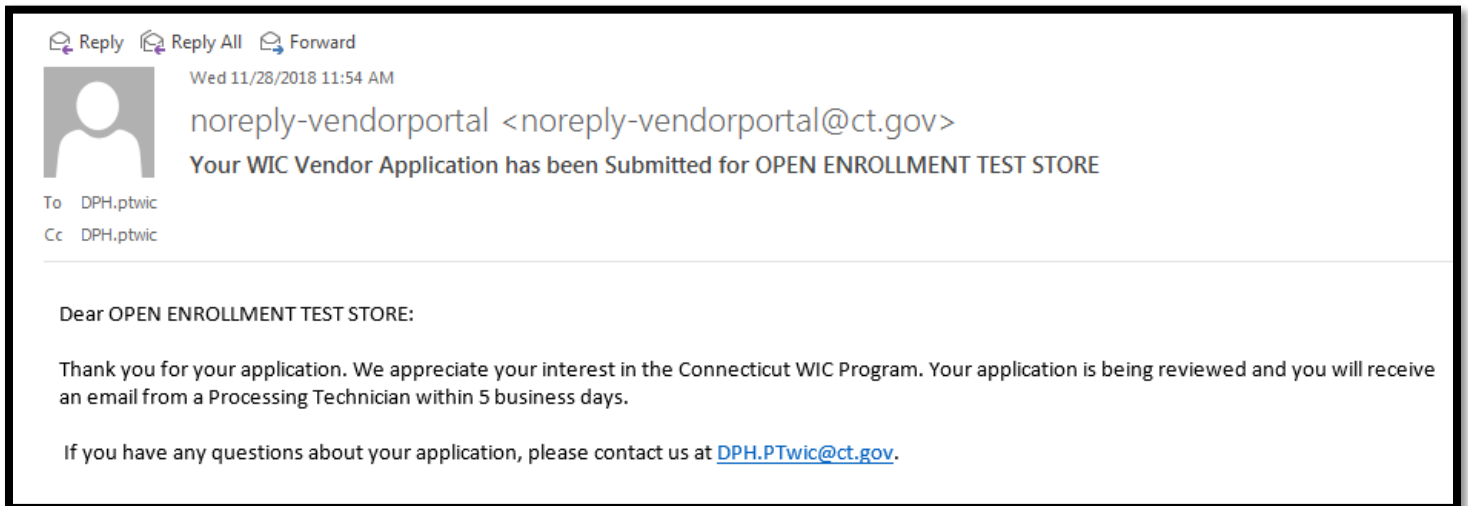 Reply Reply All Forward
Wed 11/28/2018 11:54 AM
noreply-vendorportal <noreply-vendorportal@ct.gov>
Your WIC Vendor Application has been Submitted for OPEN ENROLLMENT TEST STORE
To DPH.ptwic
Cc DPH.ptwic
Dear OPEN ENROLLMENT TEST STORE:
Thank you for your application. We appreciate your interest in the Connecticut WIC Program. Your application is being reviewed and you will receive
an email from a Processing Technician within 5 business days.
If you have any questions about your application, please contact us at DPH.PTwic@ct.gov.